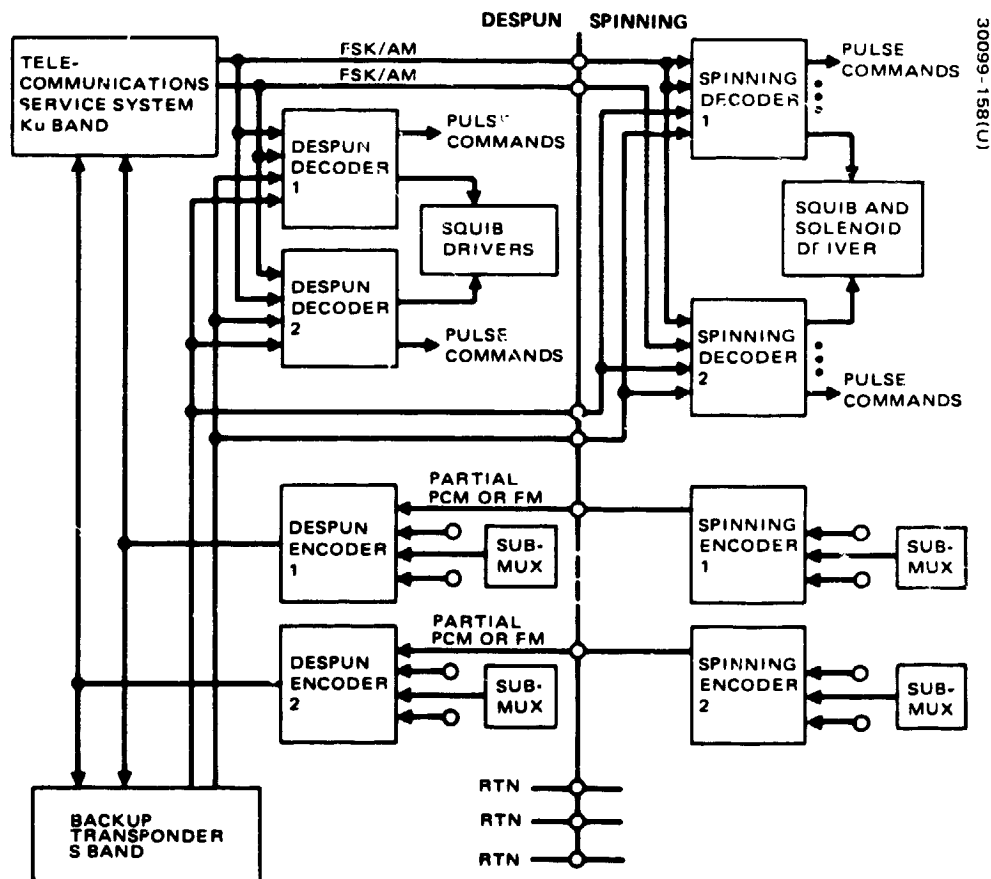 DESPUN SPINNING
30099-158(U)
TELE-
COMMUNICATIONS
SERVICE SYSTEM
Ku BAND
FSK/AM
FSK/AM
DESPUN
DECODER
1
PULSE
COMMANDS
SQUIB
DRIVERS
DESPUN
DECODER
2
PULSE
COMMANDS
SPINNING
DECODER
1
PULSE
COMMANDS
SQUIB AND
SOLENOID
DRIVER
SPINNING
DECODER
2
PULSE
COMMANDS
PARTIAL
PCM OR FM
DESPUN
ENCODER
1
SUB-
MUX
SPINNING
ENCODER
1
SUB-
MUX
PARTIAL
PCM OR FM
DESPUN
ENCODER
2
SUB-
MUX
SPINNING
ENCODER
2
SUB-
MUX
RTN
RTN
RTN
BACKUP
TRANSPONDER
S BAND